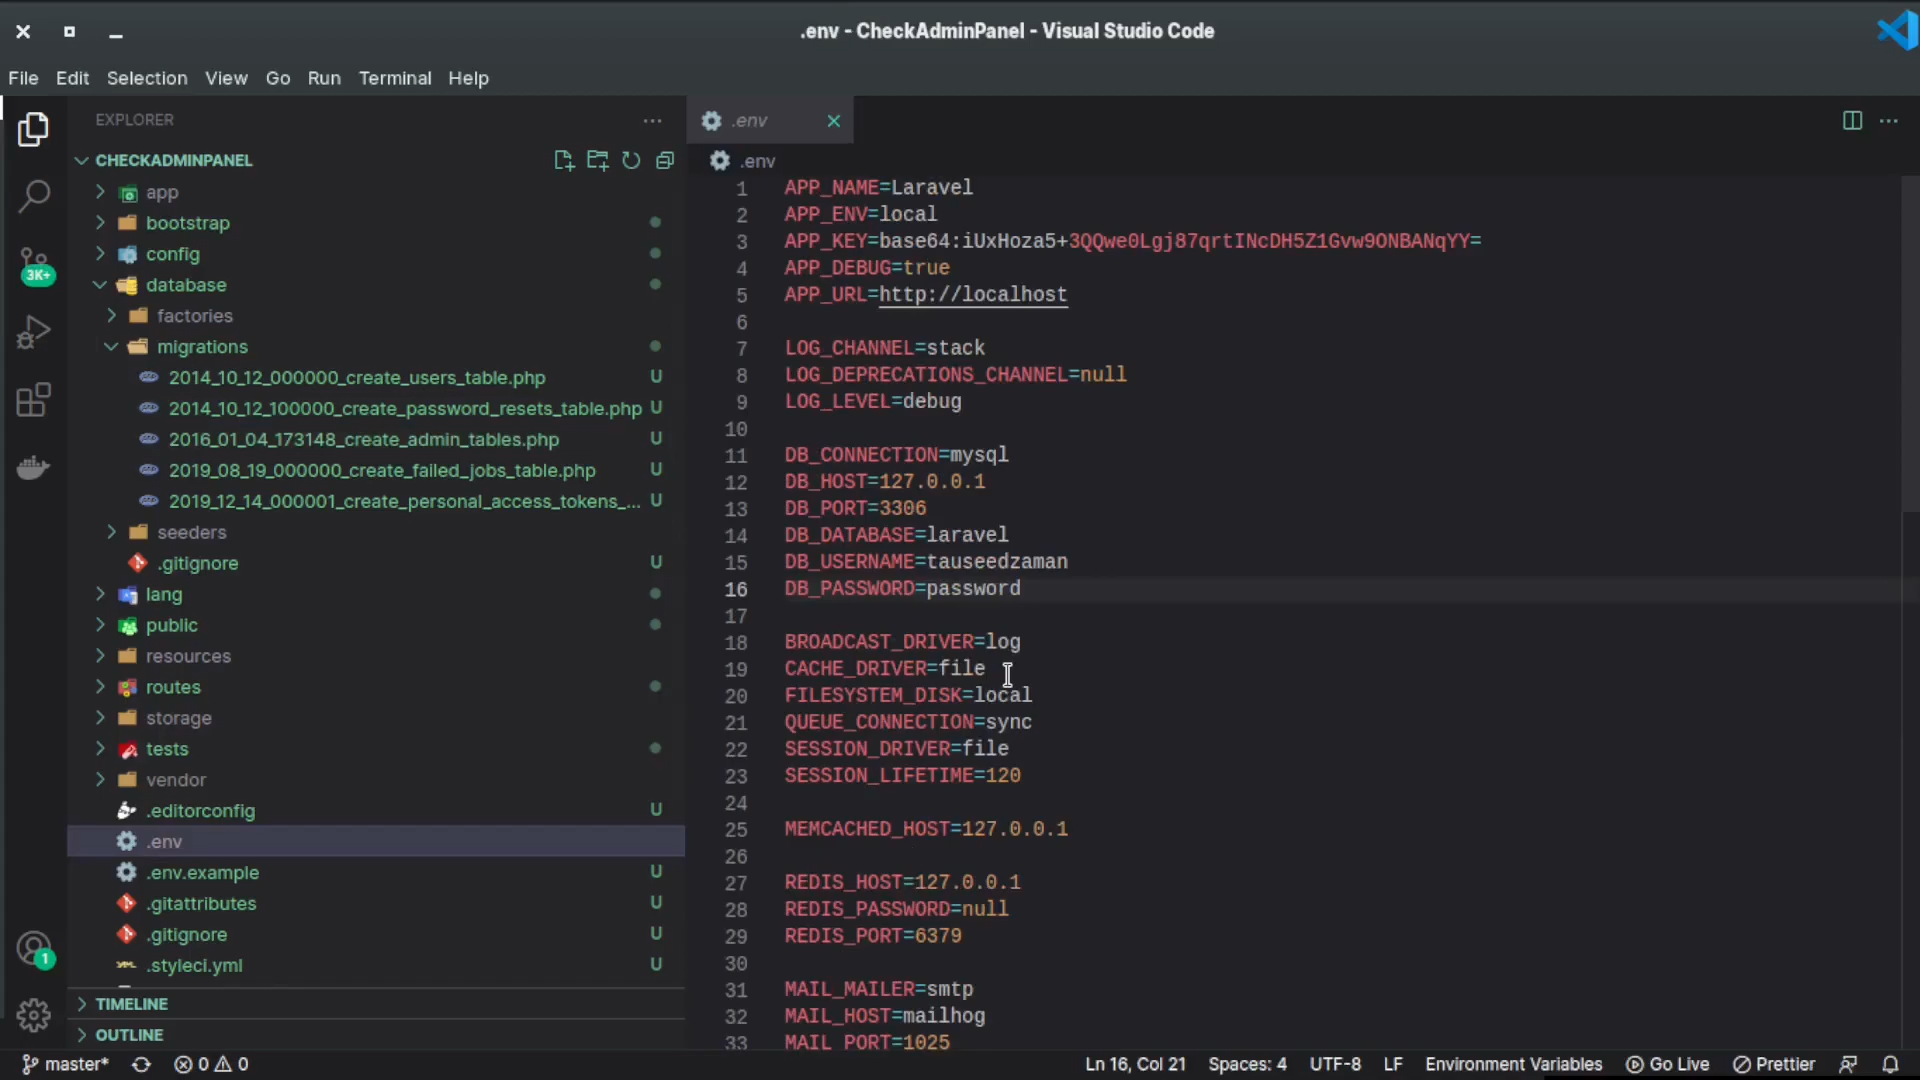 .env - CheckAdminPanel - Visual Studio Code
File Edit Selection View Go Run Terminal Help
EXPLORER
CHECKADMINPANEL
app
bootstrap
config
3K+
database
factories
migrations
2014_10_12_000000_create_users_table.php U
2014_10_12_100000_create_password_resets_table.php U
2016_01_04_173148_create_admin_tables.php U
2019_08_19_000000_create_failed_jobs_table.php U
2019_12_14_000001_create_personal_access_tokens_... U
seeders
.gitignore U
lang
public
resources
routes
storage
tests
vendor
.editorconfig U
.env
.env.example U
.gitattributes U
.gitignore U
1
.styleci.yml U
TIMELINE
OUTLINE
.env
.env
1 APP_NAME=Laravel
2 APP_ENV=local
3 APP_KEY=base64:iUxHoza5+3QQwe0Lgj87qrtINcDH5Z1Gvw9ONBANqYY=
4 APP_DEBUG=true
5 APP_URL=http://localhost
6
7 LOG_CHANNEL=stack
8 LOG_DEPRECATIONS_CHANNEL=null
9 LOG_LEVEL=debug
10
11 DB_CONNECTION=mysql
12 DB_HOST=127.0.0.1
13 DB_PORT=3306
14 DB_DATABASE=laravel
15 DB_USERNAME=tauseedzaman
16 DB_PASSWORD=password
17
18 BROADCAST_DRIVER=log
19 CACHE_DRIVER=file
20 FILESYSTEM_DISK=local
21 QUEUE_CONNECTION=sync
22 SESSION_DRIVER=file
23 SESSION_LIFETIME=120
24
25 MEMCACHED_HOST=127.0.0.1
26
27 REDIS_HOST=127.0.0.1
28 REDIS_PASSWORD=null
29 REDIS_PORT=6379
30
31 MAIL_MAILER=smtp
32 MAIL_HOST=mailhog
33 MAIL_PORT=1025
master* 0 0 Ln 16, Col 21 Spaces: 4 UTF-8 LF Environment Variables Go Live Prettier